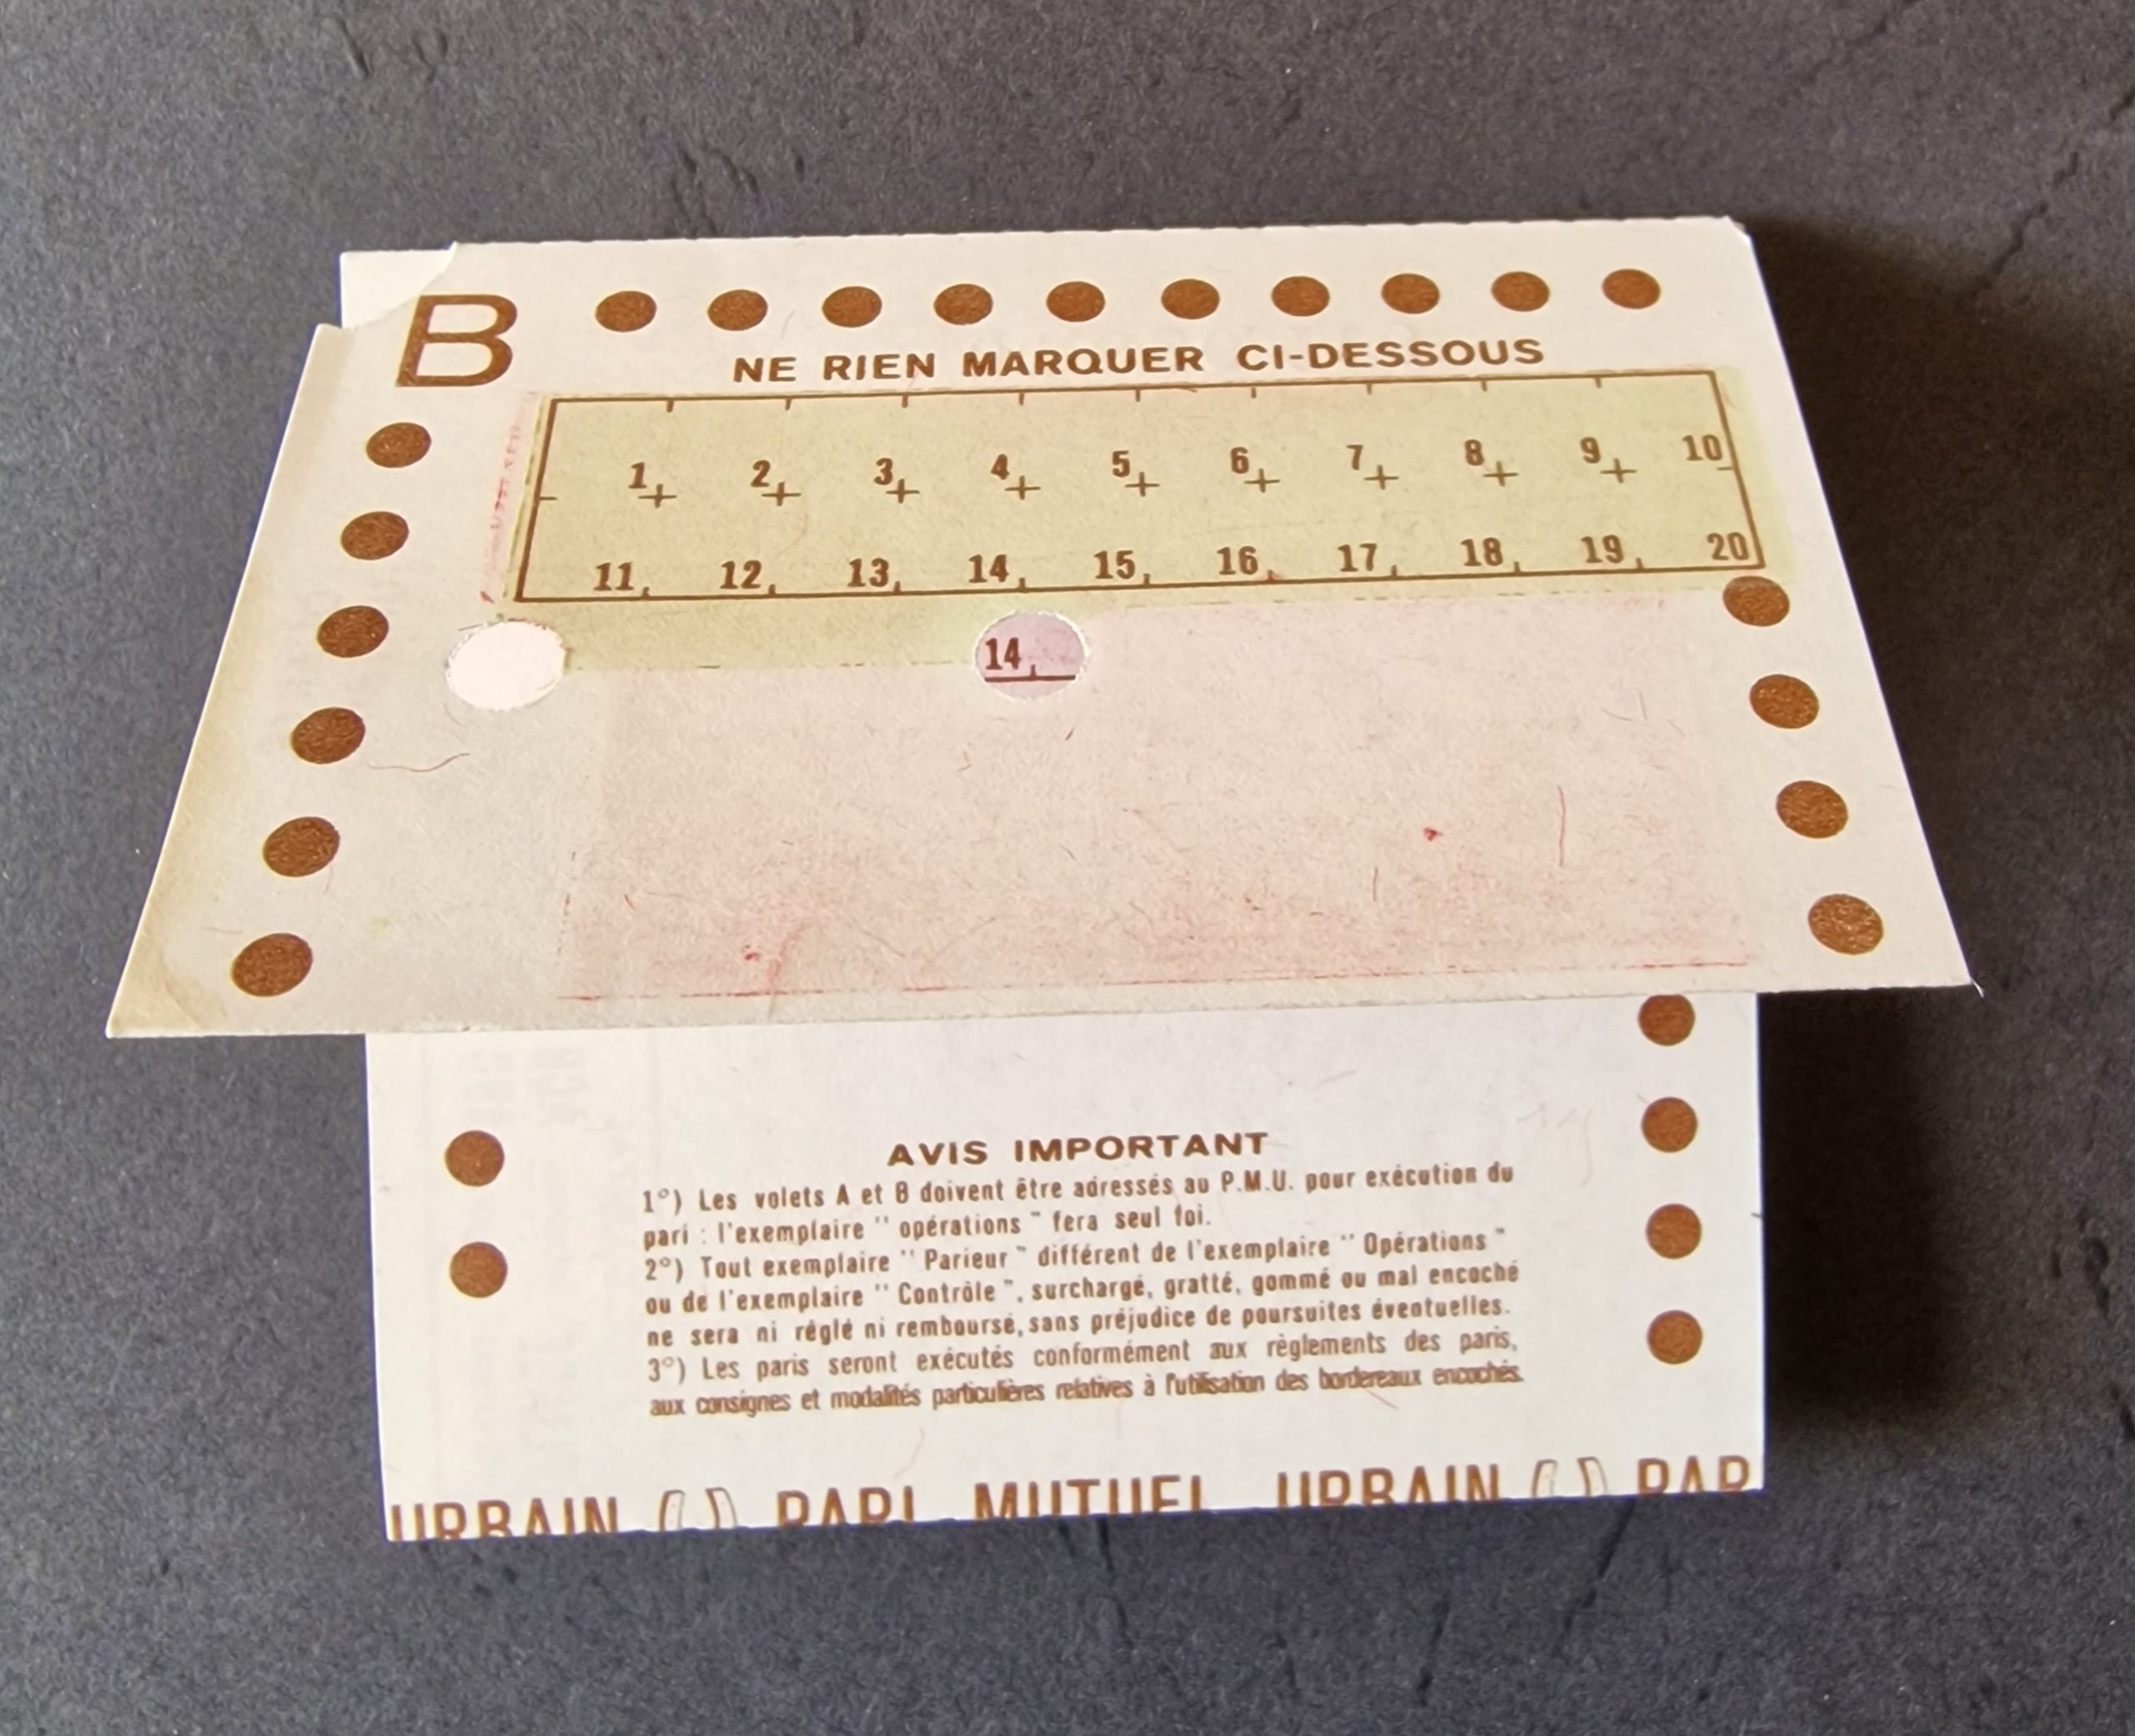 B
NE RIEN MARQUER CI-DESSOUS
1 2 3 4 5 6 7 8 9 10
11 12 13 14 15 16 17 18 19 20
14
AVIS IMPORTANT
1°) Les volets A et B doivent être adressés au P.M.U. pour exécution du
pari : l'exemplaire " opérations " fera seul foi.
2°) Tout exemplaire " Parieur " différent de l'exemplaire " Opérations "
ou de l'exemplaire " Contrôle ", surchargé, gratté, gommé ou mal encoché
ne sera ni réglé ni remboursé, sans préjudice de poursuites éventuelles.
3°) Les paris seront exécutés conformément aux règlements des paris,
aux consignes et modalités particulières relatives à l'utilisation des bordereaux encochés.
URBAIN PARI MUTUEL URBAIN PAR